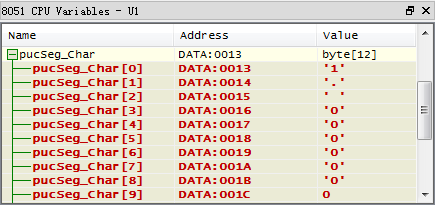 8051 CPU Variables - U1
Name Address Value
pucSeg_Char DATA:0013 byte[12]
pucSeg_Char[0] DATA:0013 '1'
pucSeg_Char[1] DATA:0014 '.'
pucSeg_Char[2] DATA:0015 ' '
pucSeg_Char[3] DATA:0016 '0'
pucSeg_Char[4] DATA:0017 '0'
pucSeg_Char[5] DATA:0018 '0'
pucSeg_Char[6] DATA:0019 '0'
pucSeg_Char[7] DATA:001A '0'
pucSeg_Char[8] DATA:001B '0'
pucSeg_Char[9] DATA:001C 0